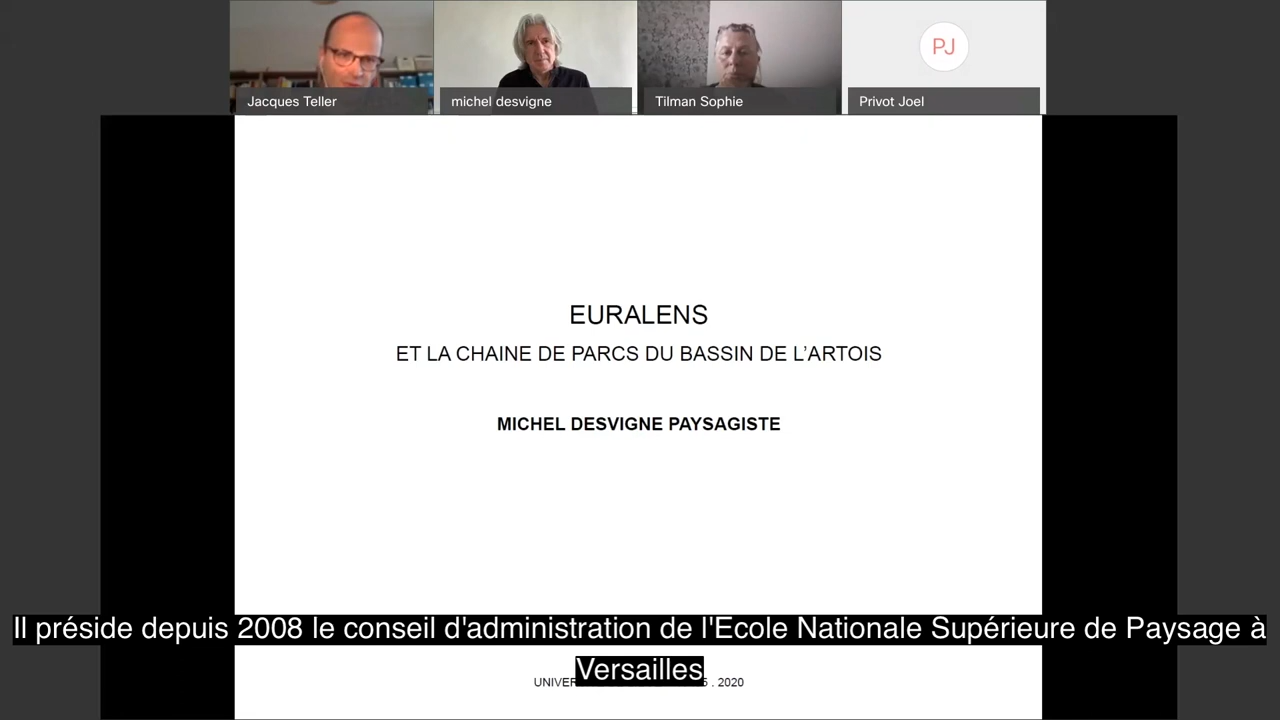 Jacques Teller
michel desvigne
Tilman Sophie
PJ
Privot Joel
EURALENS
ET LA CHAINE DE PARCS DU BASSIN DE L'ARTOIS
MICHEL DESVIGNE PAYSAGISTE
Il préside depuis 2008 le conseil d'administration de l'Ecole Nationale Supérieure de Paysage à
Versailles
. 2020